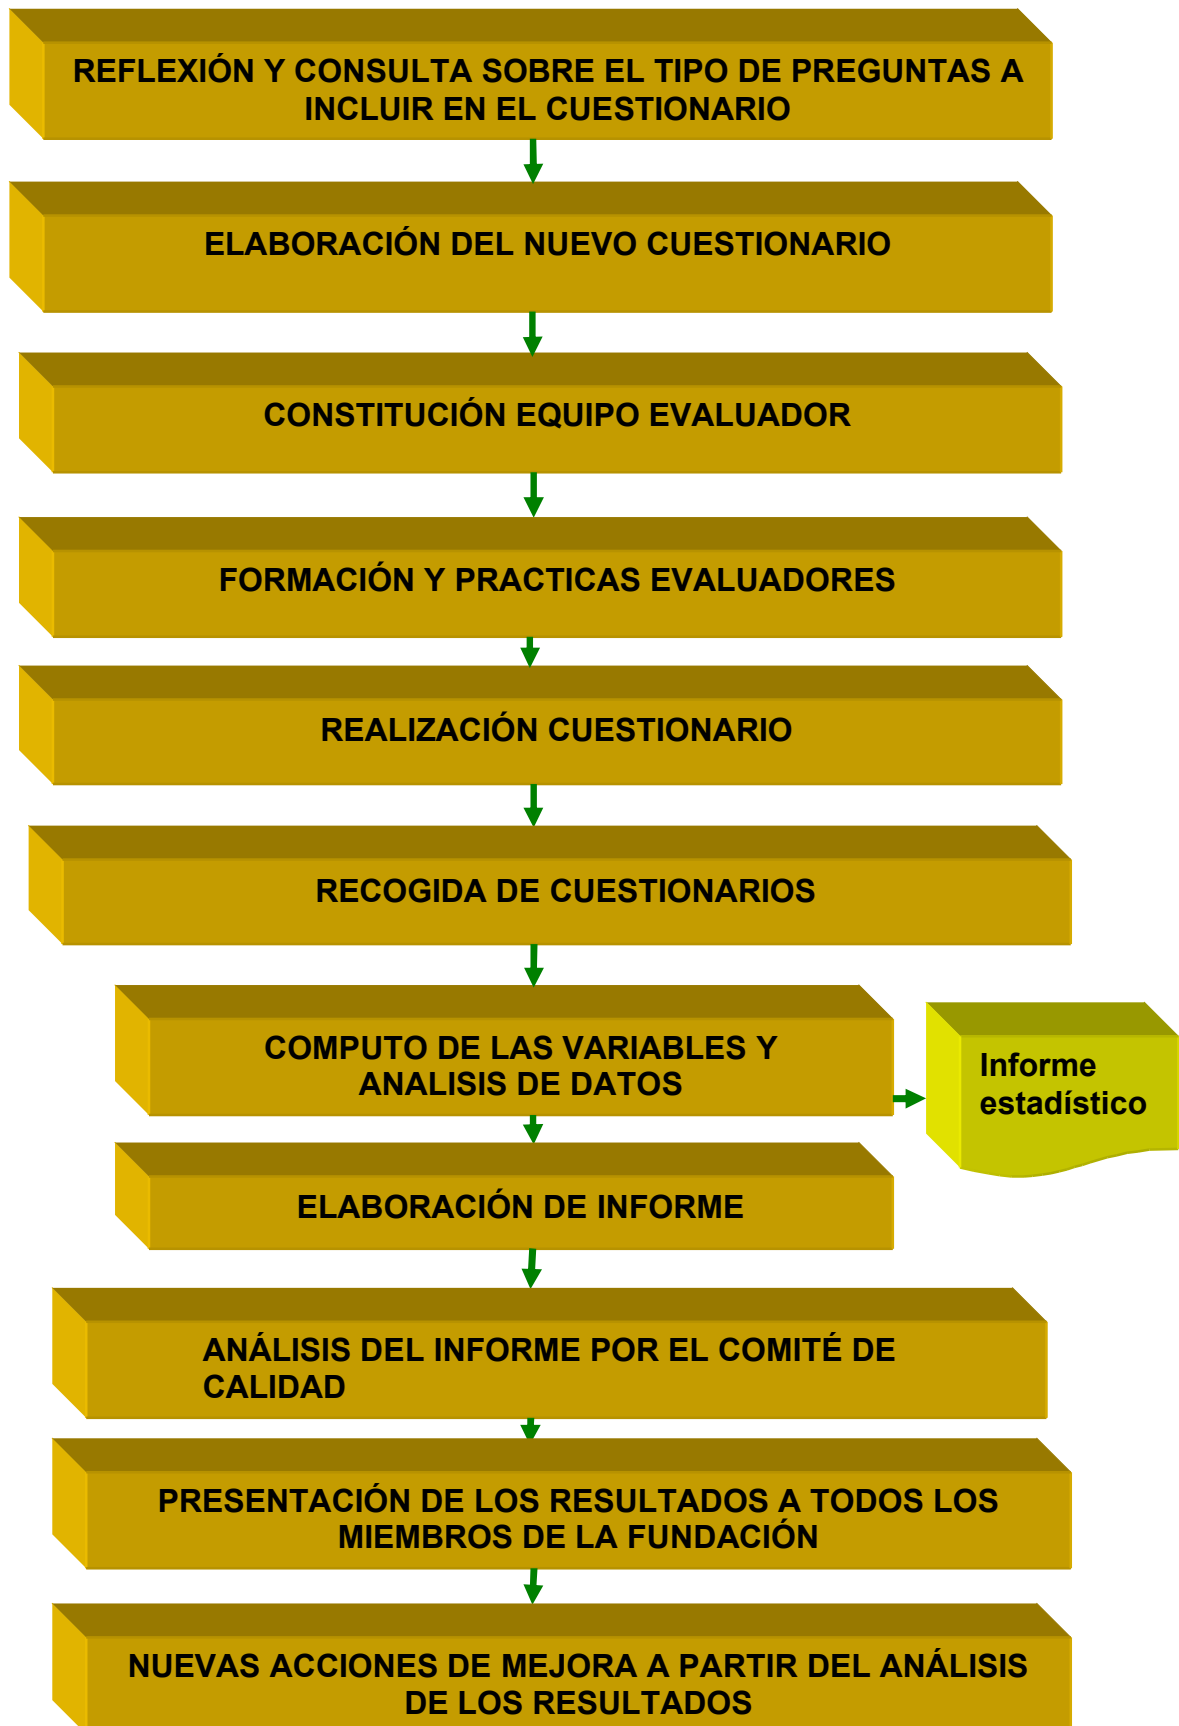 REFLEXIÓN Y CONSULTA SOBRE EL TIPO DE PREGUNTAS A
INCLUIR EN EL CUESTIONARIO
ELABORACIÓN DEL NUEVO CUESTIONARIO
CONSTITUCIÓN EQUIPO EVALUADOR
FORMACIÓN Y PRACTICAS EVALUADORES
REALIZACIÓN CUESTIONARIO
RECOGIDA DE CUESTIONARIOS
COMPUTO DE LAS VARIABLES Y
ANALISIS DE DATOS
Informe
estadístico
ELABORACIÓN DE INFORME
ANÁLISIS DEL INFORME POR EL COMITÉ DE
CALIDAD
PRESENTACIÓN DE LOS RESULTADOS A TODOS LOS
MIEMBROS DE LA FUNDACIÓN
NUEVAS ACCIONES DE MEJORA A PARTIR DEL ANÁLISIS
DE LOS RESULTADOS